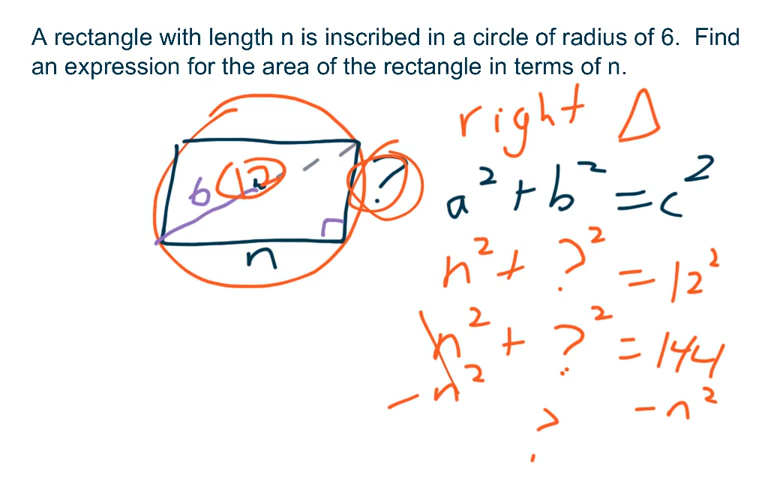 A rectangle with length n is inscribed in a circle of radius of 6.  Find
an expression for the area of the rectangle in terms of n.
right △
6 12 ?
a² + b² = c²
n
n² + ?² = 12²
n² + ?² = 144
-n² -n²
?